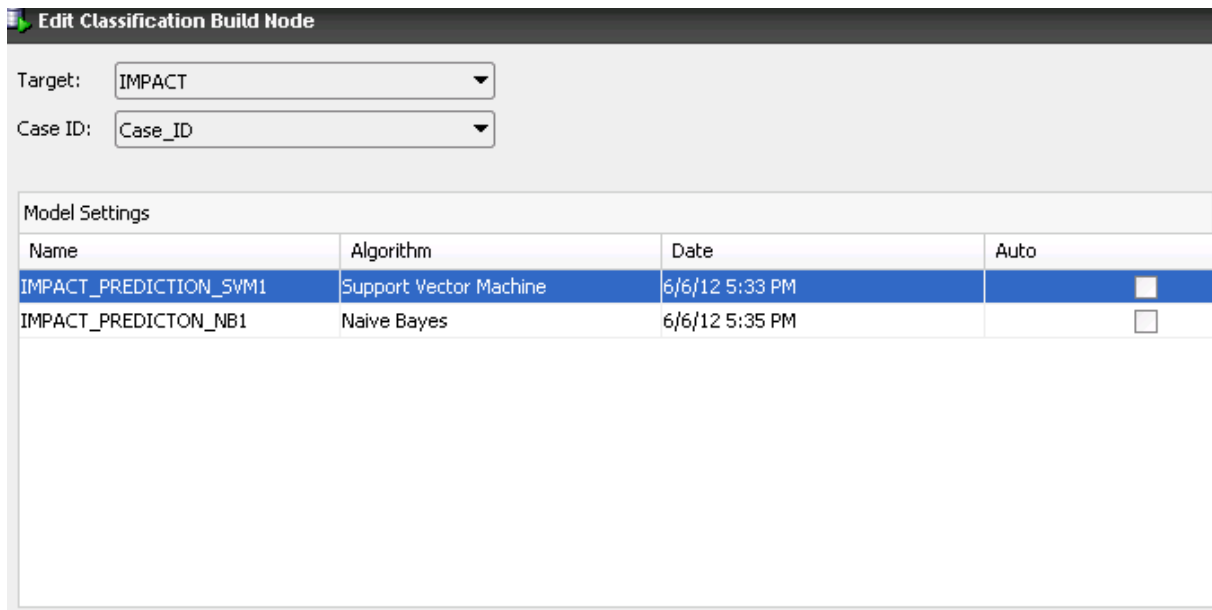 Edit Classification Build Node
Target: IMPACT
Case ID: Case_ID
Model Settings
Name Algorithm Date Auto
IMPACT_PREDICTION_SVM1 Support Vector Machine 6/6/12 5:33 PM
IMPACT_PREDICTON_NB1 Naive Bayes 6/6/12 5:35 PM